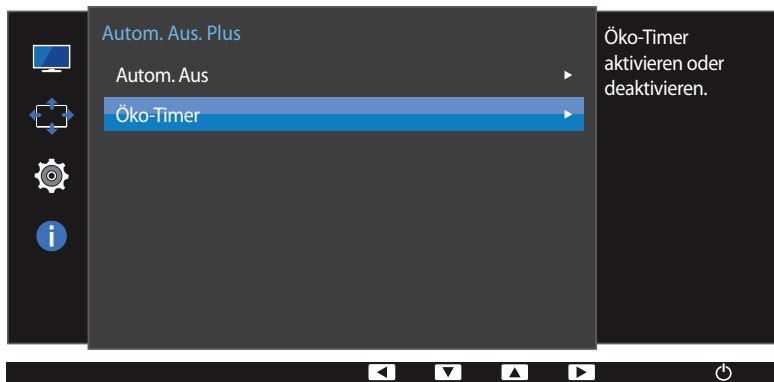 Autom. Aus. Plus
Autom. Aus
Öko-Timer
Öko-Timer
aktivieren oder
deaktivieren.